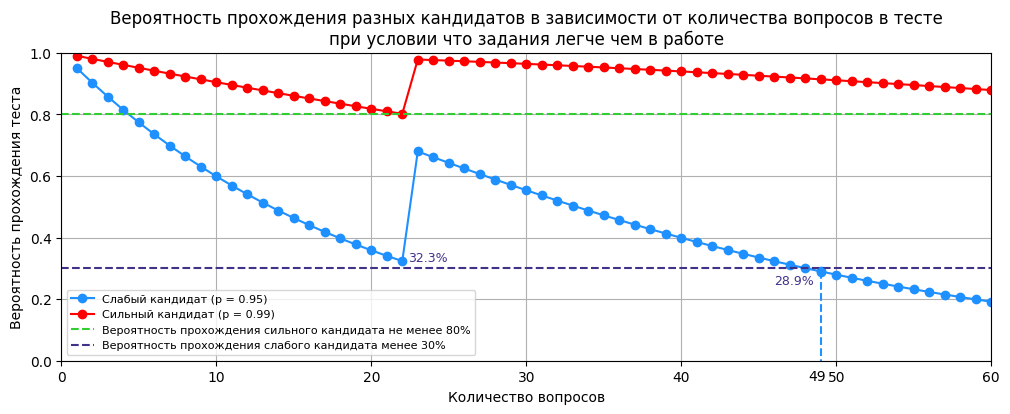 Вероятность прохождения разных кандидатов в зависимости от количества вопросов в тесте
при условии что задания легче чем в работе
Вероятность прохождения теста
1.0
0.8
0.6
0.4
0.2
0.0
32.3%
28.9%
Слабый кандидат (p = 0.95)
Сильный кандидат (p = 0.99)
Вероятность прохождения сильного кандидата не менее 80%
Вероятность прохождения слабого кандидата менее 30%
0 10 20 30 40 49 50 60
Количество вопросов